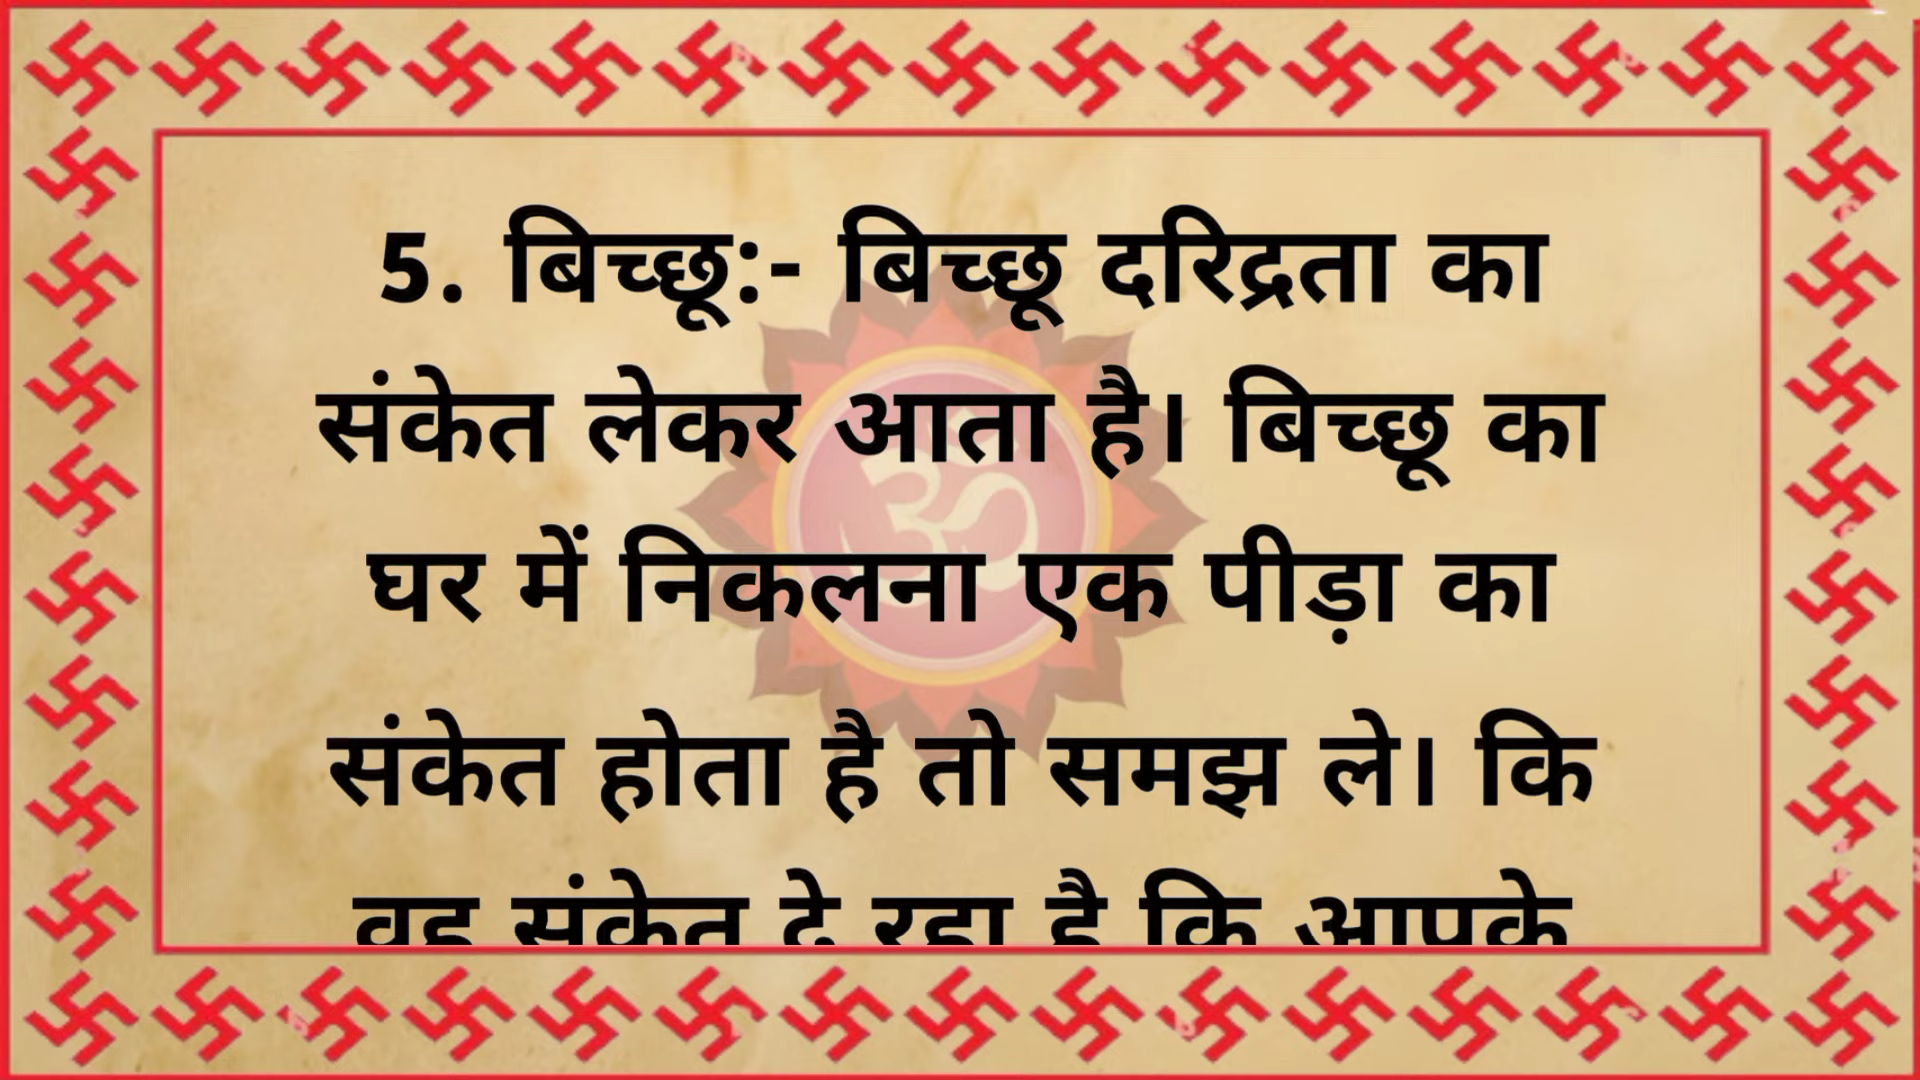 5. बिच्छू:- बिच्छू दरिद्रता का
संकेत लेकर आता है। बिच्छू का
घर में निकलना एक पीड़ा का
संकेत होता है तो समझ ले। कि
वह संकेत दे रहा है कि आपके
ॐ